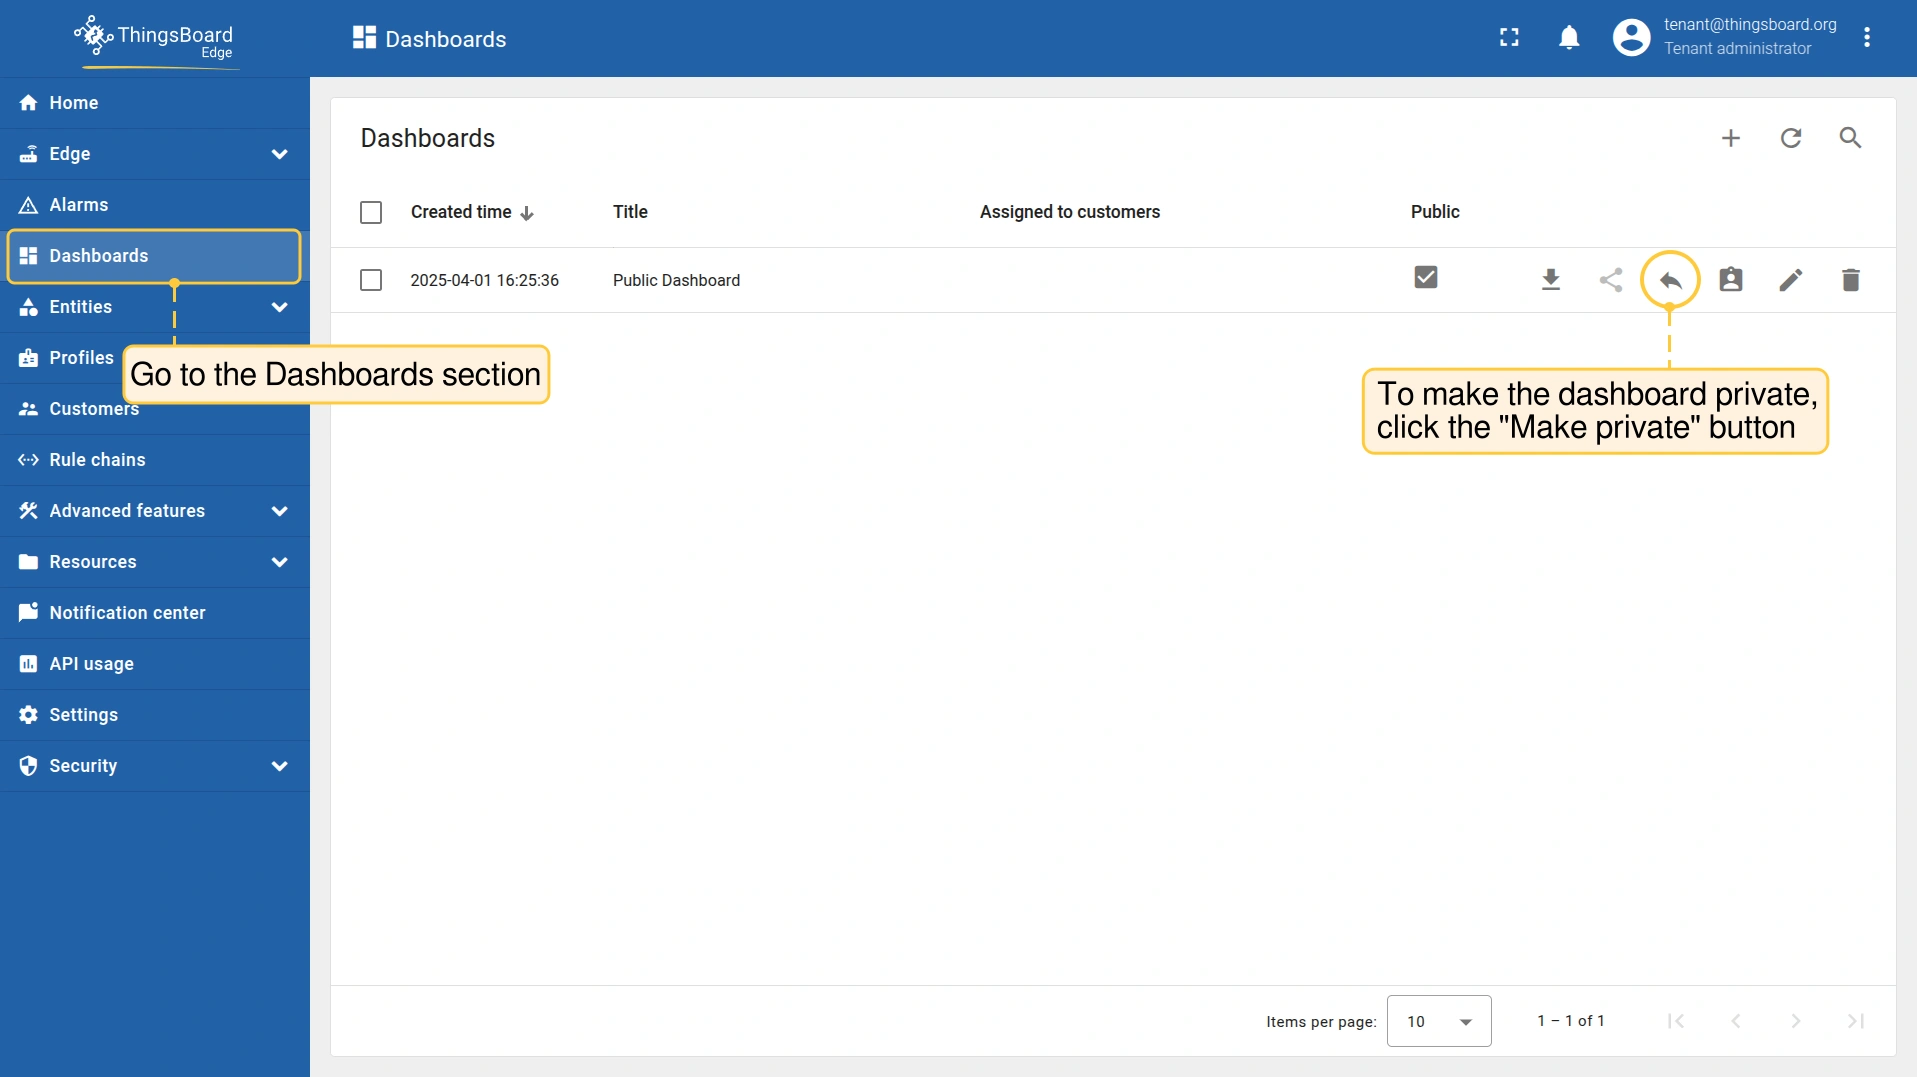 ThingsBoard
Edge
Dashboards
tenant@thingsboard.org
Tenant administrator
Home
Edge
Alarms
Dashboards
Entities
Profiles
Customers
Rule chains
Advanced features
Resources
Notification center
API usage
Settings
Security
Go to the Dashboards section
Dashboards
Created time Title Assigned to customers Public
2025-04-01 16:25:36 Public Dashboard
To make the dashboard private,
click the "Make private" button
Items per page: 10 1 – 1 of 1